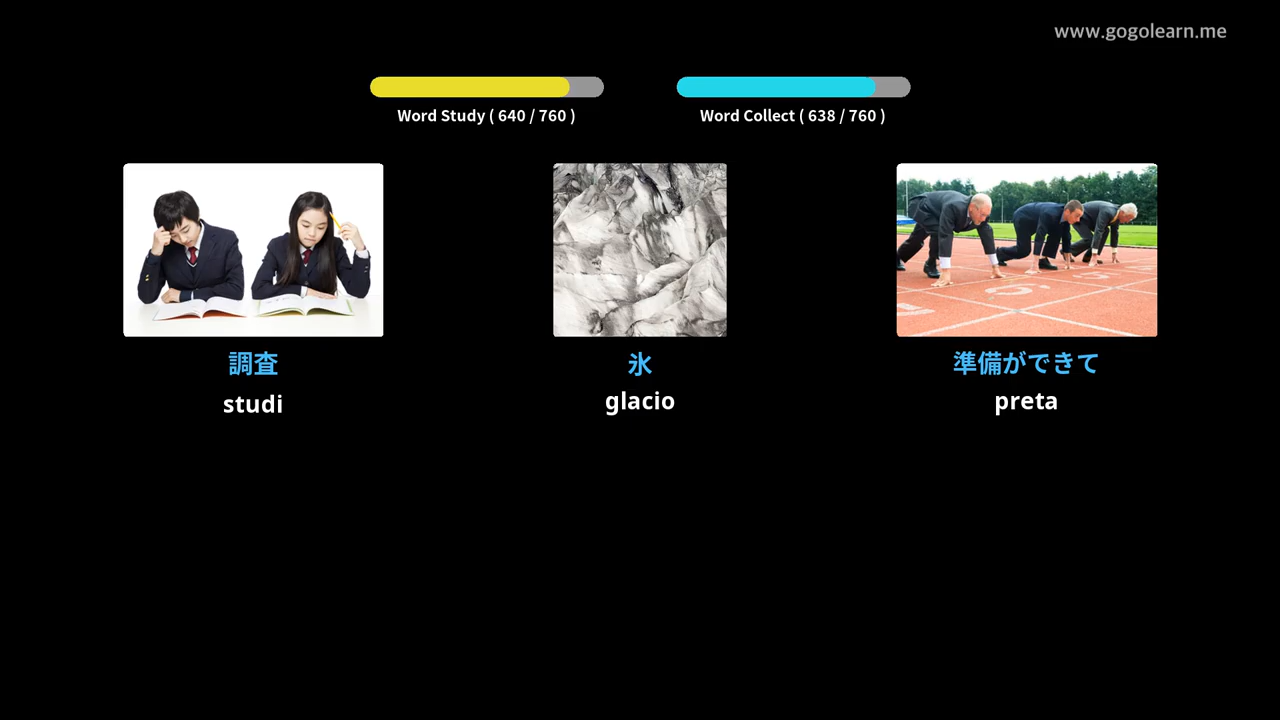 www.gogolearn.me
Word Study ( 640 / 760 )
Word Collect ( 638 / 760 )
調査
氷
準備ができて
studi
glacio
preta